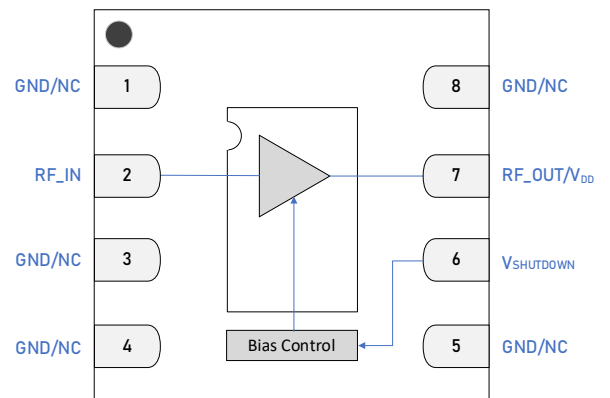 GND/NC 1 8 GND/NC
RF_IN 2 7 RF_OUT/VDD
GND/NC 3 6 VSHUTDOWN
GND/NC 4 Bias Control 5 GND/NC